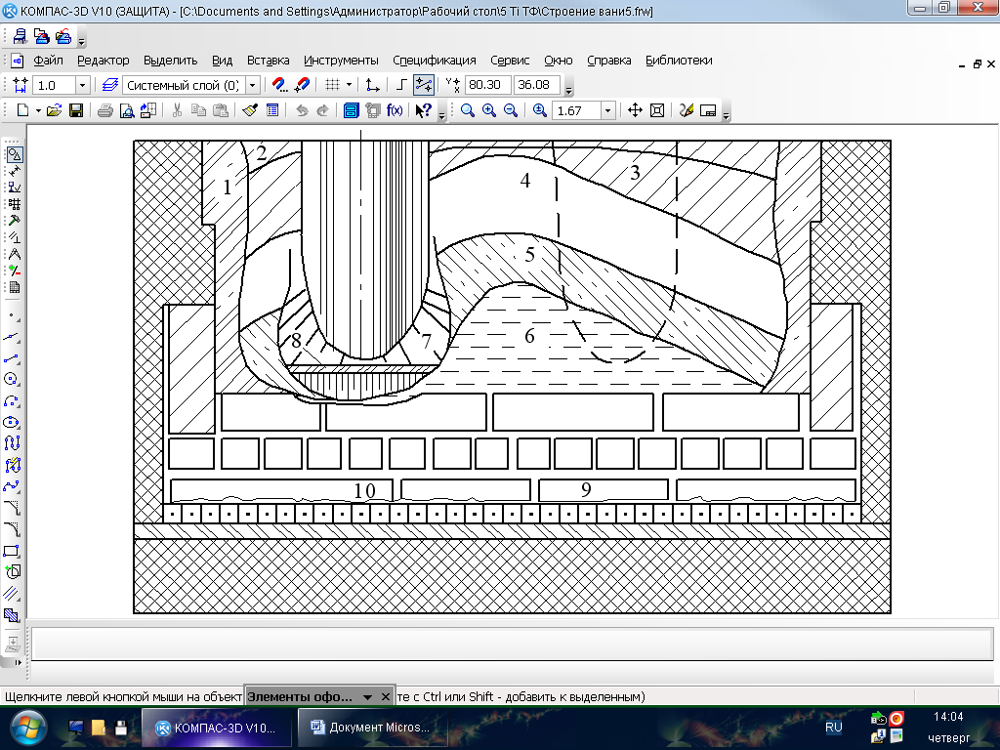 КОМПАС-3D V10 (ЗАЩИТА) - [C:\Documents and Settings\Администратор\Рабочий стол\5 Ti ТФ\Строение вани5.frw]
Файл Редактор Выделить Вид Вставка Инструменты Спецификация Сервис Окно Справка Библиотеки
1.0 Системный слой (0) 80.30 36.08
f(x) 1.67
2
1
3
4
5
6
8
7
10
9
Щелкните левой кнопкой мыши на объект Элементы офо... те с Ctrl или Shift - добавить к выделенным)
КОМПАС-3D V10... Документ Micros... RU 14:04
четверг